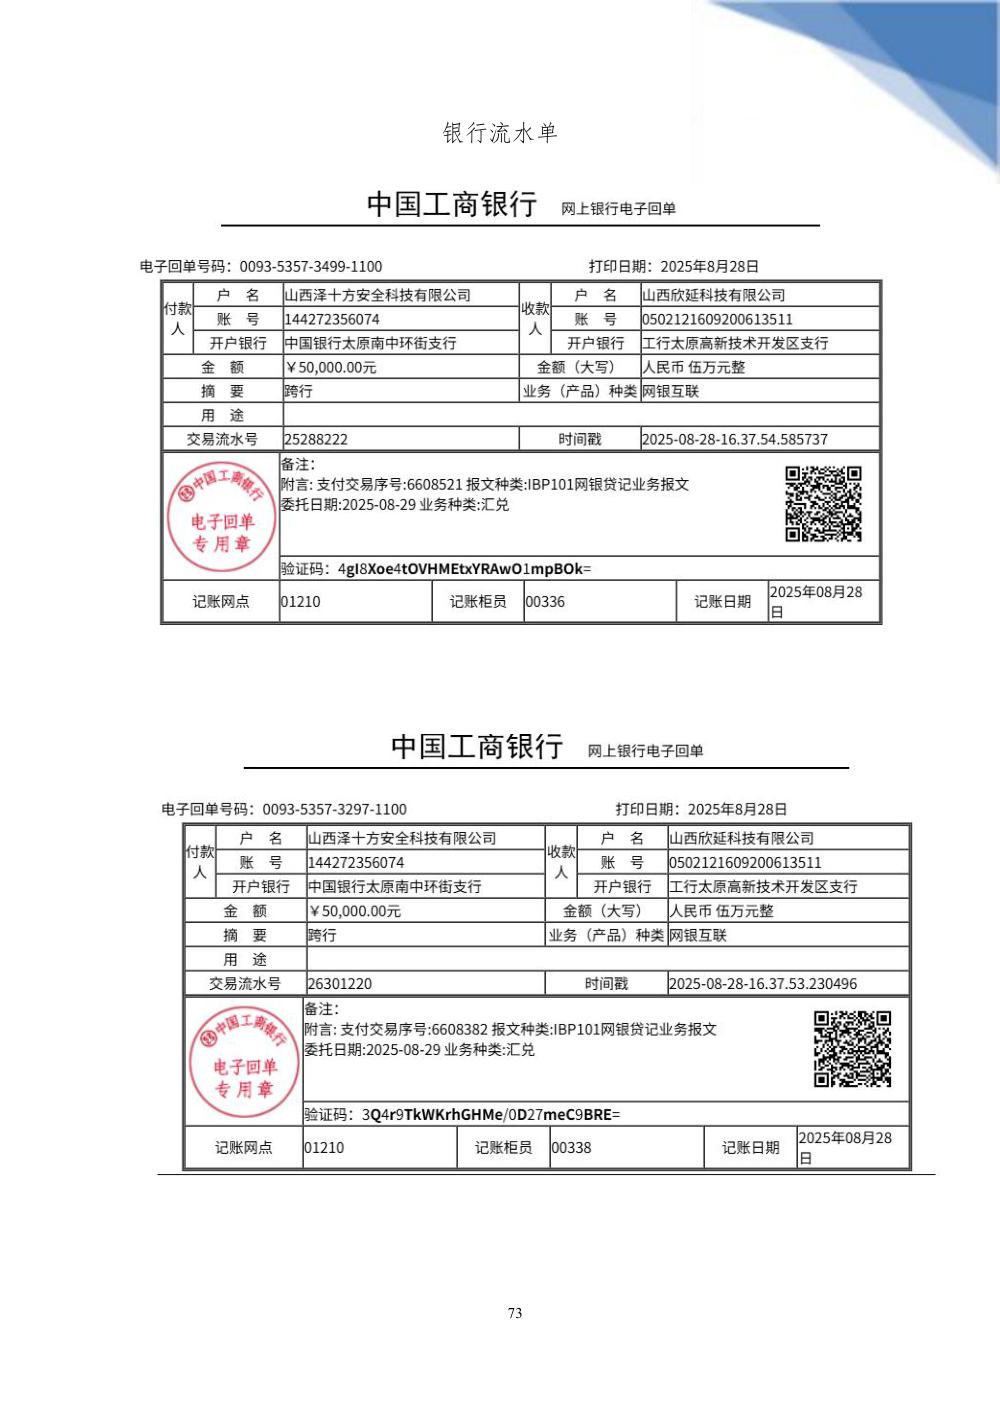 银行流水单
中国工商银行 网上银行电子回单
电子回单号码：0093-5357-3499-1100 打印日期：2025年8月28日
付款人 户 名 山西泽十方安全科技有限公司 收款人 户 名 山西欣延科技有限公司
账 号 144272356074 账 号 0502121609200613511
开户银行 中国银行太原南中环街支行 开户银行 工行太原高新技术开发区支行
金 额 ￥50,000.00元 金额（大写） 人民币 伍万元整
摘 要 跨行 业务（产品）种类 网银互联
用 途
交易流水号 25288222 时间戳 2025-08-28-16.37.54.585737
中国工商银行
电子回单
专用章
备注：
附言: 支付交易序号:6608521 报文种类:IBP101网银贷记业务报文
委托日期:2025-08-29 业务种类:汇兑
验证码：4gI8Xoe4tOVHMEtxYRAwO1mpBOk=
记账网点 01210 记账柜员 00336 记账日期 2025年08月28日
中国工商银行 网上银行电子回单
电子回单号码：0093-5357-3297-1100 打印日期：2025年8月28日
付款人 户 名 山西泽十方安全科技有限公司 收款人 户 名 山西欣延科技有限公司
账 号 144272356074 账 号 0502121609200613511
开户银行 中国银行太原南中环街支行 开户银行 工行太原高新技术开发区支行
金 额 ￥50,000.00元 金额（大写） 人民币 伍万元整
摘 要 跨行 业务（产品）种类 网银互联
用 途
交易流水号 26301220 时间戳 2025-08-28-16.37.53.230496
中国工商银行
电子回单
专用章
备注：
附言: 支付交易序号:6608382 报文种类:IBP101网银贷记业务报文
委托日期:2025-08-29 业务种类:汇兑
验证码：3Q4r9TkWKrhGHMe/0D27meC9BRE=
记账网点 01210 记账柜员 00338 记账日期 2025年08月28日
73